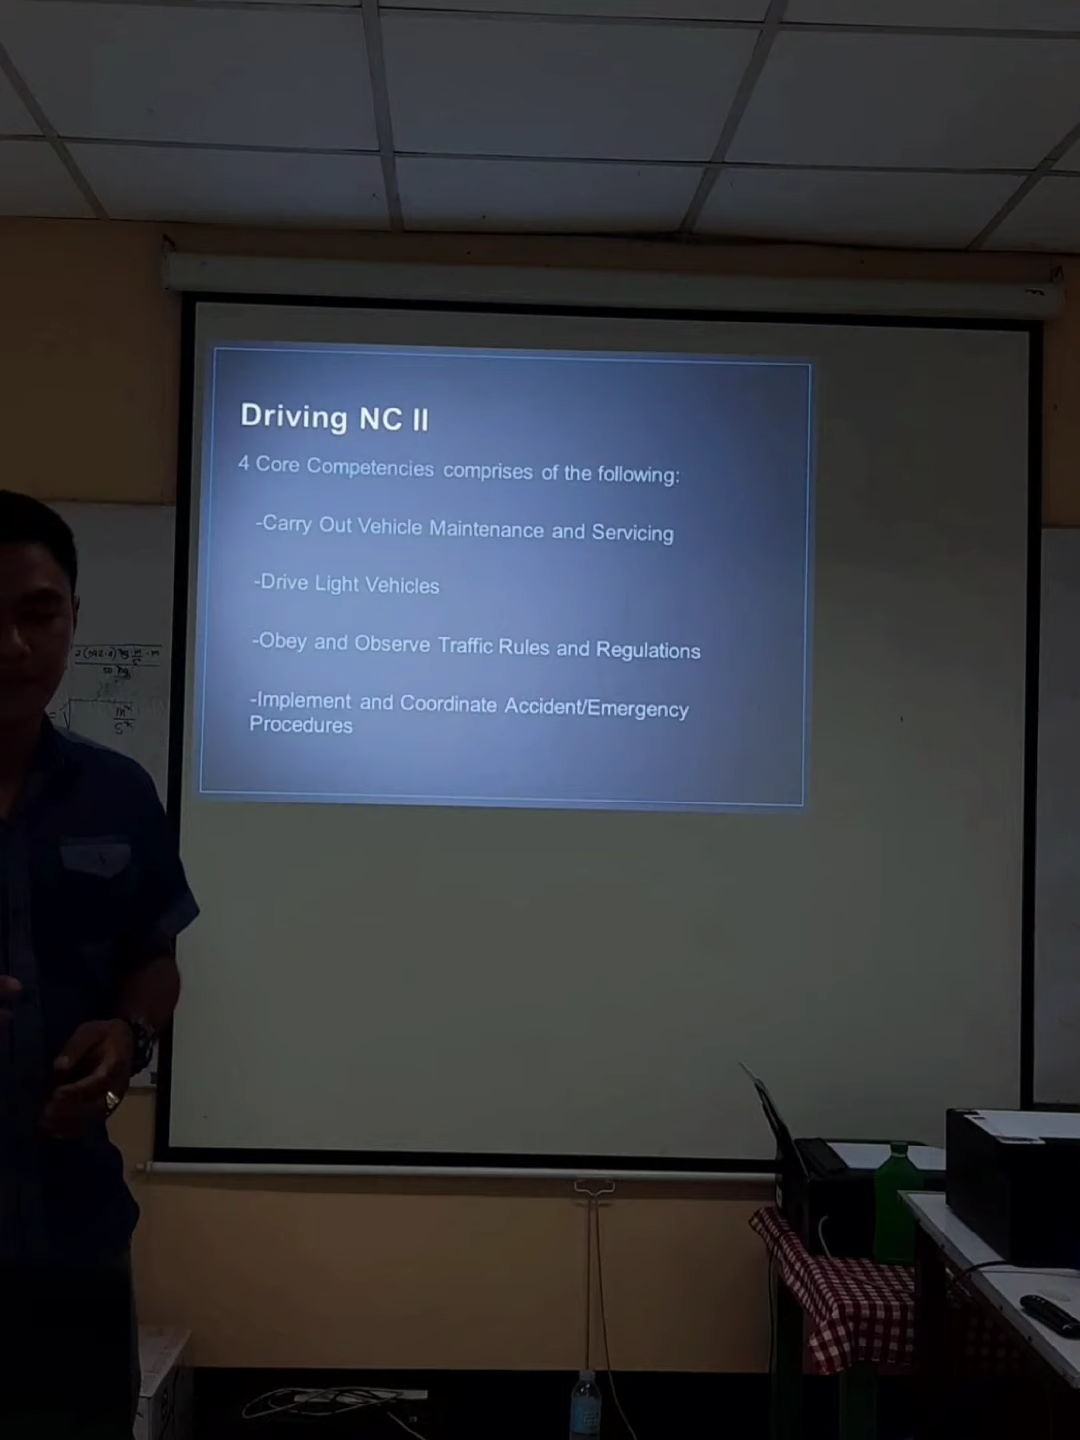 Driving NC II
4 Core Competencies comprises of the following:
-Carry Out Vehicle Maintenance and Servicing
-Drive Light Vehicles
-Obey and Observe Traffic Rules and Regulations
-Implement and Coordinate Accident/Emergency
Procedures